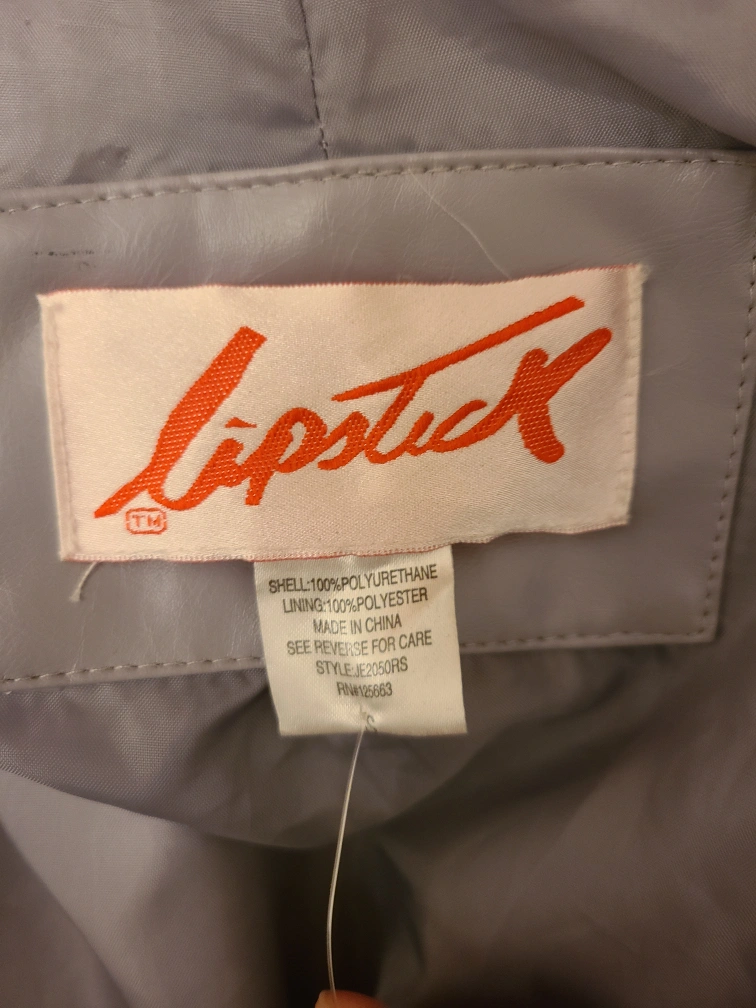 Lipstick
TM
SHELL:100%POLYURETHANE
LINING:100%POLYESTER
MADE IN CHINA
SEE REVERSE FOR CARE
STYLE:JE2050RS
RN#125663
S